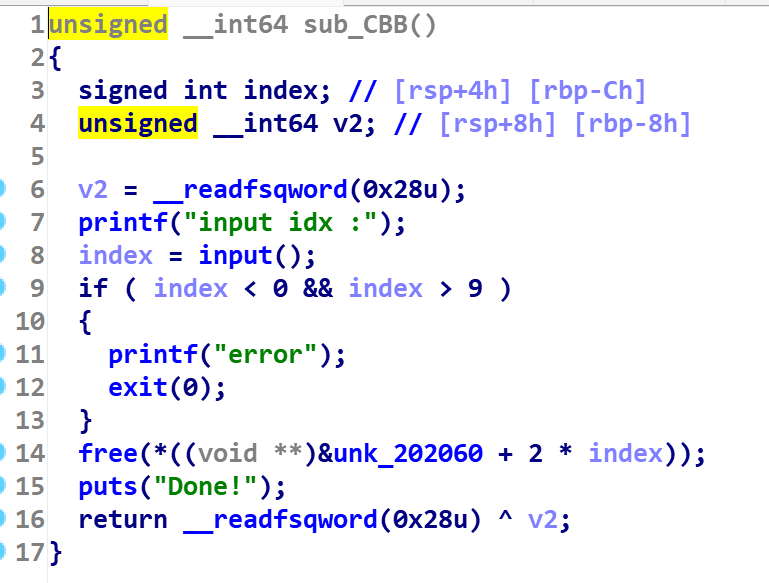 1 unsigned __int64 sub_CBB()
2 {
3 signed int index; // [rsp+4h] [rbp-Ch]
4 unsigned __int64 v2; // [rsp+8h] [rbp-8h]
5
6 v2 = __readfsqword(0x28u);
7 printf("input idx :");
8 index = input();
9 if ( index < 0 && index > 9 )
10 {
11 printf("error");
12 exit(0);
13 }
14 free(*((void **)&unk_202060 + 2 * index));
15 puts("Done!");
16 return __readfsqword(0x28u) ^ v2;
17 }